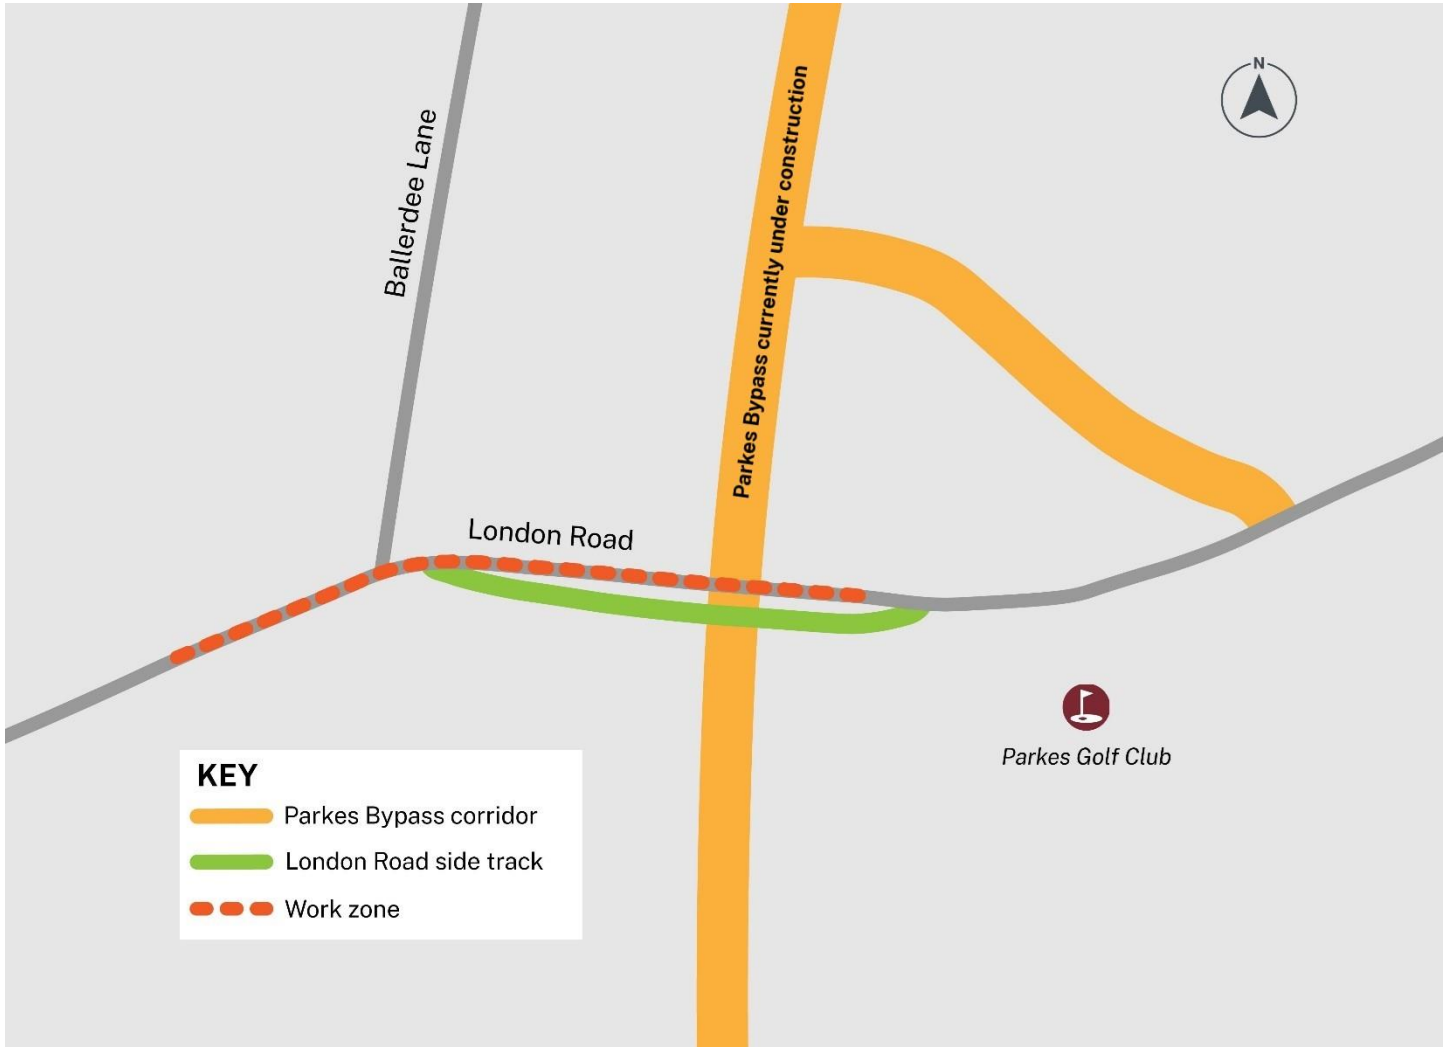 N
Ballerdee Lane
Parkes Bypass currently under construction
London Road
Parkes Golf Club
KEY
Parkes Bypass corridor
London Road side track
Work zone